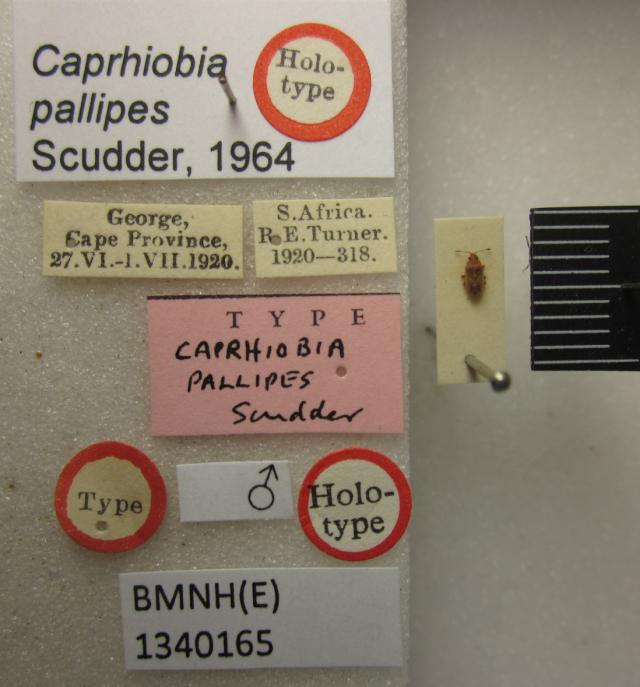 Caprhiobia
pallipes
Scudder, 1964
Holo-
type
George,
Cape Province,
27.VI.-1.VII.1920.
S.Africa.
R.E.Turner.
1920—318.
TYPE
CAPRHIOBIA
PALLIPES
Scudder
Type
♂
Holo-
type
BMNH(E)
1340165